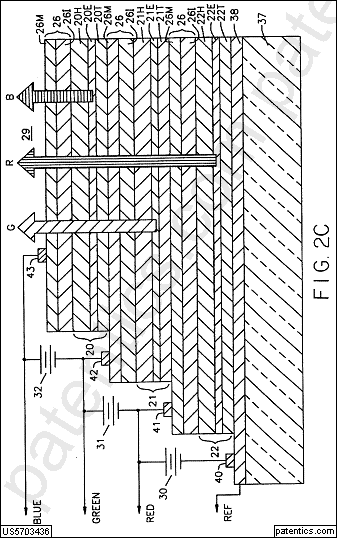 26M
26
26I
20H
20E
20T
26M
26
26I
21H
21E
21T
26M
26
26I
22H
22E
22T
38
37
B
29
R
G
43
32
20
42
31
21
41
30
22
40
BLUE
GREEN
RED
REF
FIG. 2C
US5703436
patentics.com